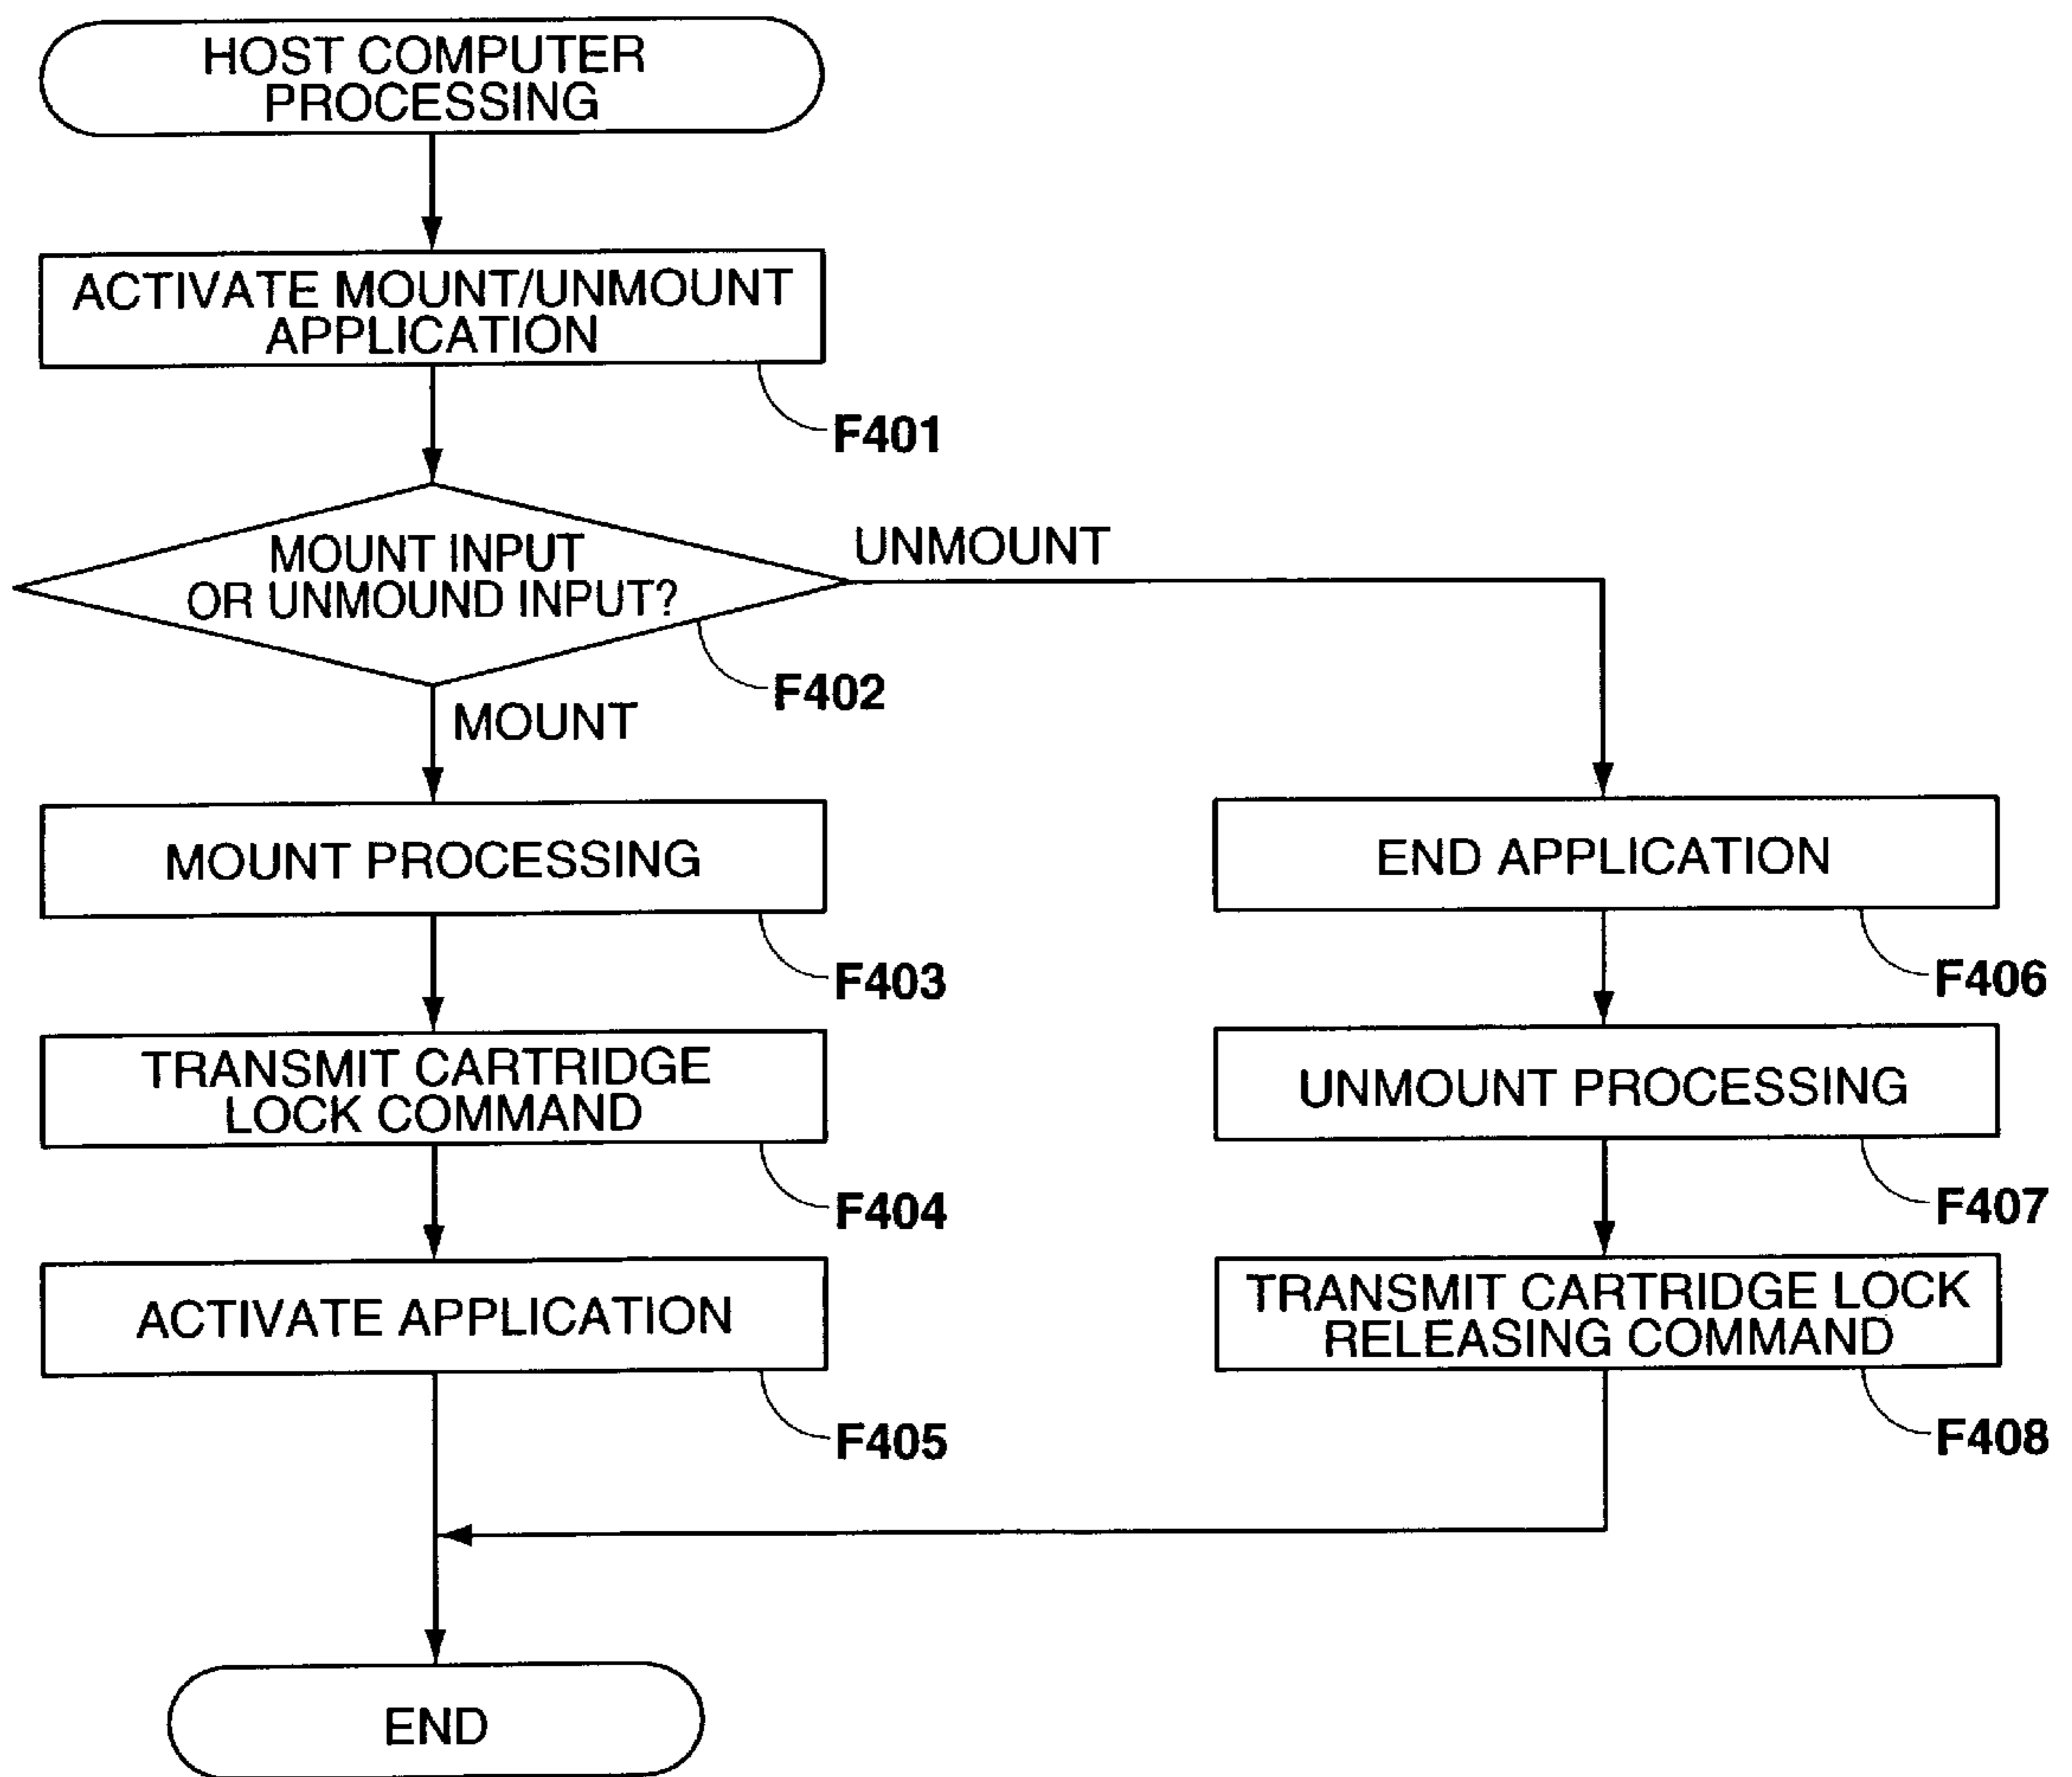 HOST COMPUTER
PROCESSING
ACTIVATE MOUNT/UNMOUNT
APPLICATION
F401
MOUNT INPUT
OR UNMOUND INPUT?
F402
UNMOUNT
MOUNT
MOUNT PROCESSING
F403
TRANSMIT CARTRIDGE
LOCK COMMAND
F404
ACTIVATE APPLICATION
F405
END APPLICATION
F406
UNMOUNT PROCESSING
F407
TRANSMIT CARTRIDGE LOCK
RELEASING COMMAND
F408
END